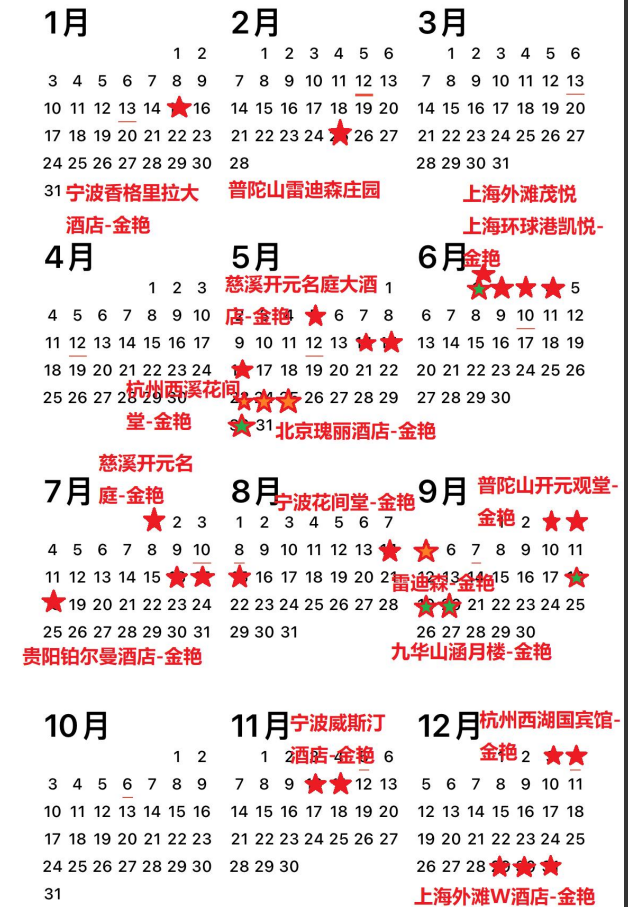 1月
1 2
3 4 5 6 7 8 9
10 11 12 13 14 16
17 18 19 20 21 22 23
24 25 26 27 28 29 30
31
宁波香格里拉大
酒店-金艳
2月
1 2 3 4 5 6
7 8 9 10 11 12 13
14 15 16 17 18 19 20
21 22 23 24 26 27
28
普陀山雷迪森庄园
3月
1 2 3 4 5 6
7 8 9 10 11 12 13
14 15 16 17 18 19 20
21 22 23 24 25 26 27
28 29 30 31
上海外滩茂悦
上海环球港凯悦-
金艳
4月
1 2 3
4 5 6 7 8 9 10
11 12 13 14 15 16 17
18 19 20 21 22 23 24
25 26 27 28 29 30
杭州西溪花间
堂-金艳
5月
慈溪开元名庭大酒
店-金艳
1
4 6 7 8
9 10 11 12 13
17 18 19 20 21 22
26 27 28 29
31
北京瑰丽酒店-金艳
6月
5
6 7 8 9 10 11 12
13 14 15 16 17 18 19
20 21 22 23 24 25 26
27 28 29 30
慈溪开元名
庭-金艳
7月
2 3
4 5 6 7 8 9 10
11 12 13 14 15
19 20 21 22 23 24
25 26 27 28 29 30 31
贵阳铂尔曼酒店-金艳
8月
宁波花间堂-金艳
1 2 3 4 5 6 7
8 9 10 11 12 13
16 17 18 19 20 21
22 23 24 25 26 27 28
29 30 31
9月
普陀山开元观堂-
金艳
1 2
6 7 8 9 10 11
雷迪森-金艳
12 13 14 15 16 17
21 22 23 24 25
26 27 28 29 30
九华山涵月楼-金艳
10月
1 2
3 4 5 6 7 8 9
10 11 12 13 14 15 16
17 18 19 20 21 22 23
24 25 26 27 28 29 30
31
11月
宁波威斯汀
酒店-金艳
1 2 3 4 5 6
7 8 9 12 13
14 15 16 17 18 19 20
21 22 23 24 25 26 27
28 29 30
12月
杭州西湖国宾馆-
金艳
1 2
5 6 7 8 9 10 11
12 13 14 15 16 17 18
19 20 21 22 23 24 25
26 27 28
上海外滩W酒店-金艳